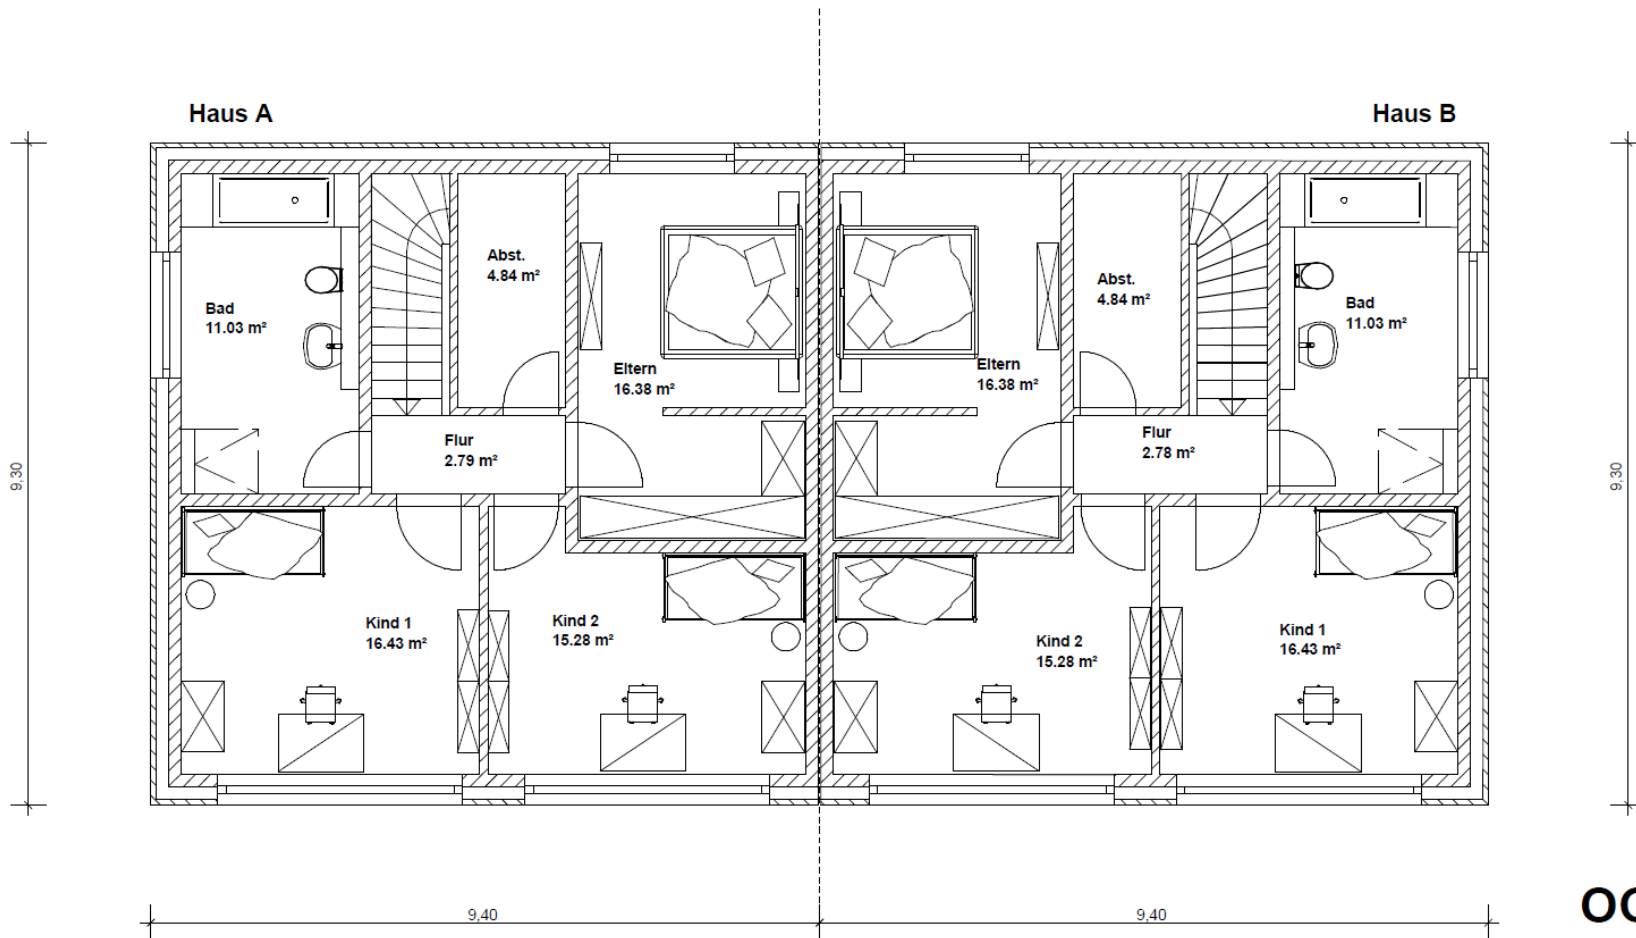 Haus A
Haus B
Abst.
4.84 m²
Abst.
4.84 m²
Bad
11.03 m²
Bad
11.03 m²
Eltern
16.38 m²
Eltern
16.38 m²
Flur
2.79 m²
Flur
2.78 m²
9,30
9,30
Kind 1
16.43 m²
Kind 2
15.28 m²
Kind 2
15.28 m²
Kind 1
16.43 m²
9,40
9,40